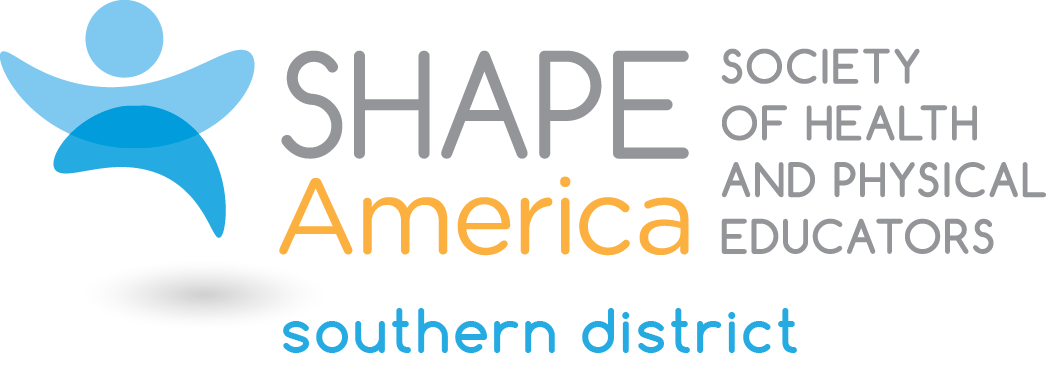 SHAPE
America
SOCIETY
OF HEALTH
AND PHYSICAL
EDUCATORS
southern district